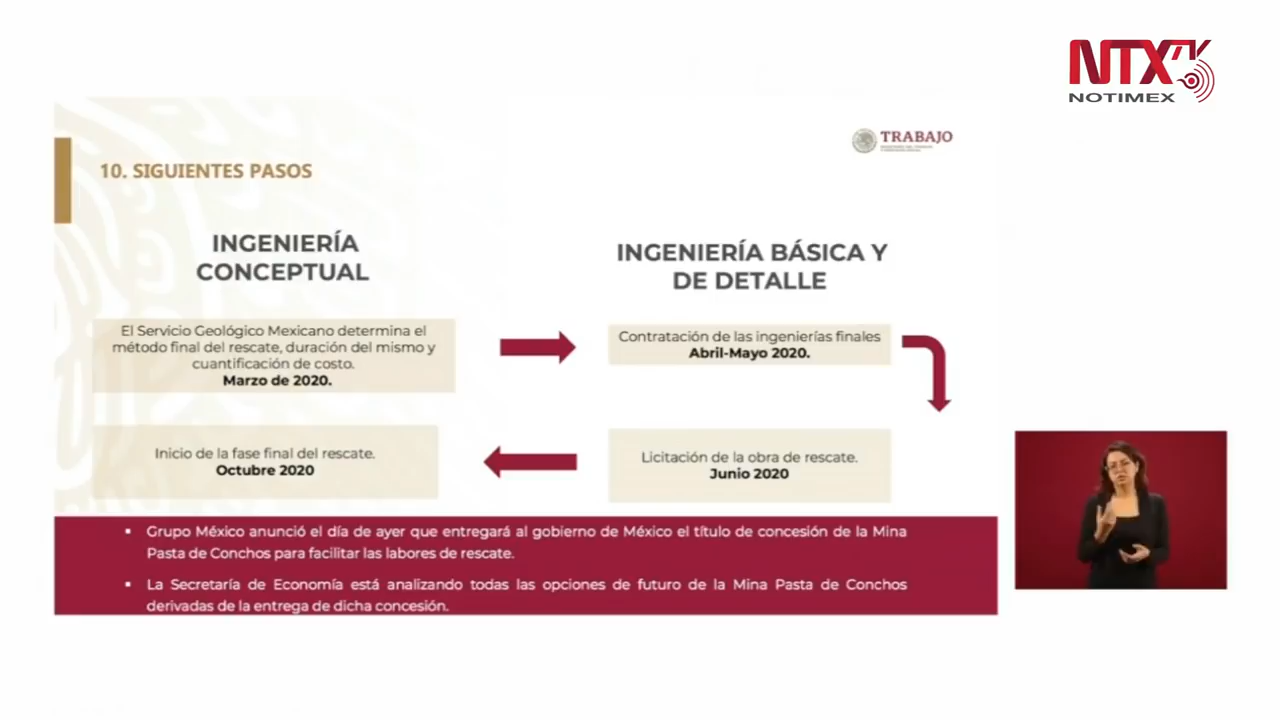 NTX TV
NOTIMEX
TRABAJO
10. SIGUIENTES PASOS
INGENIERÍA
CONCEPTUAL
El Servicio Geológico Mexicano determina el
método final del rescate, duración del mismo y
cuantificación de costo.
Marzo de 2020.
INGENIERÍA BÁSICA Y
DE DETALLE
Contratación de las ingenierías finales
Abril-Mayo 2020.
Licitación de la obra de rescate.
Junio 2020
Inicio de la fase final del rescate.
Octubre 2020
▪ Grupo México anunció el día de ayer que entregará al gobierno de México el título de concesión de la Mina
Pasta de Conchos para facilitar las labores de rescate.
▪ La Secretaría de Economía está analizando todas las opciones de futuro de la Mina Pasta de Conchos
derivadas de la entrega de dicha concesión.